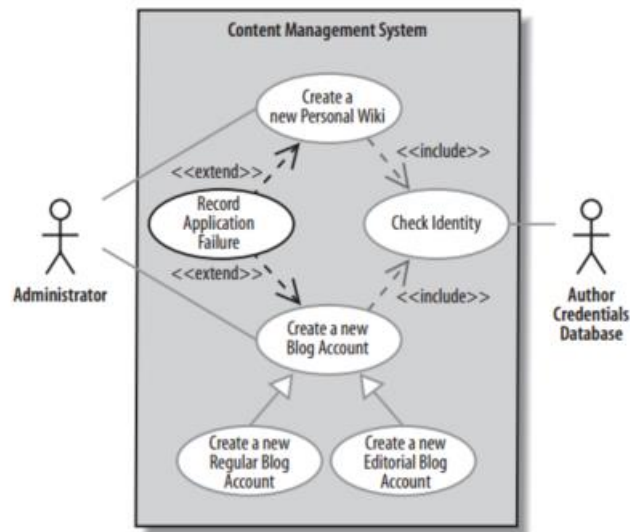 Content Management System
Create a
new Personal Wiki
<<extend>>
<<include>>
Record
Application
Failure
Check Identity
Administrator
<<extend>>
<<include>>
Author
Credentials
Database
Create a new
Blog Account
Create a new
Regular Blog
Account
Create a new
Editorial Blog
Account